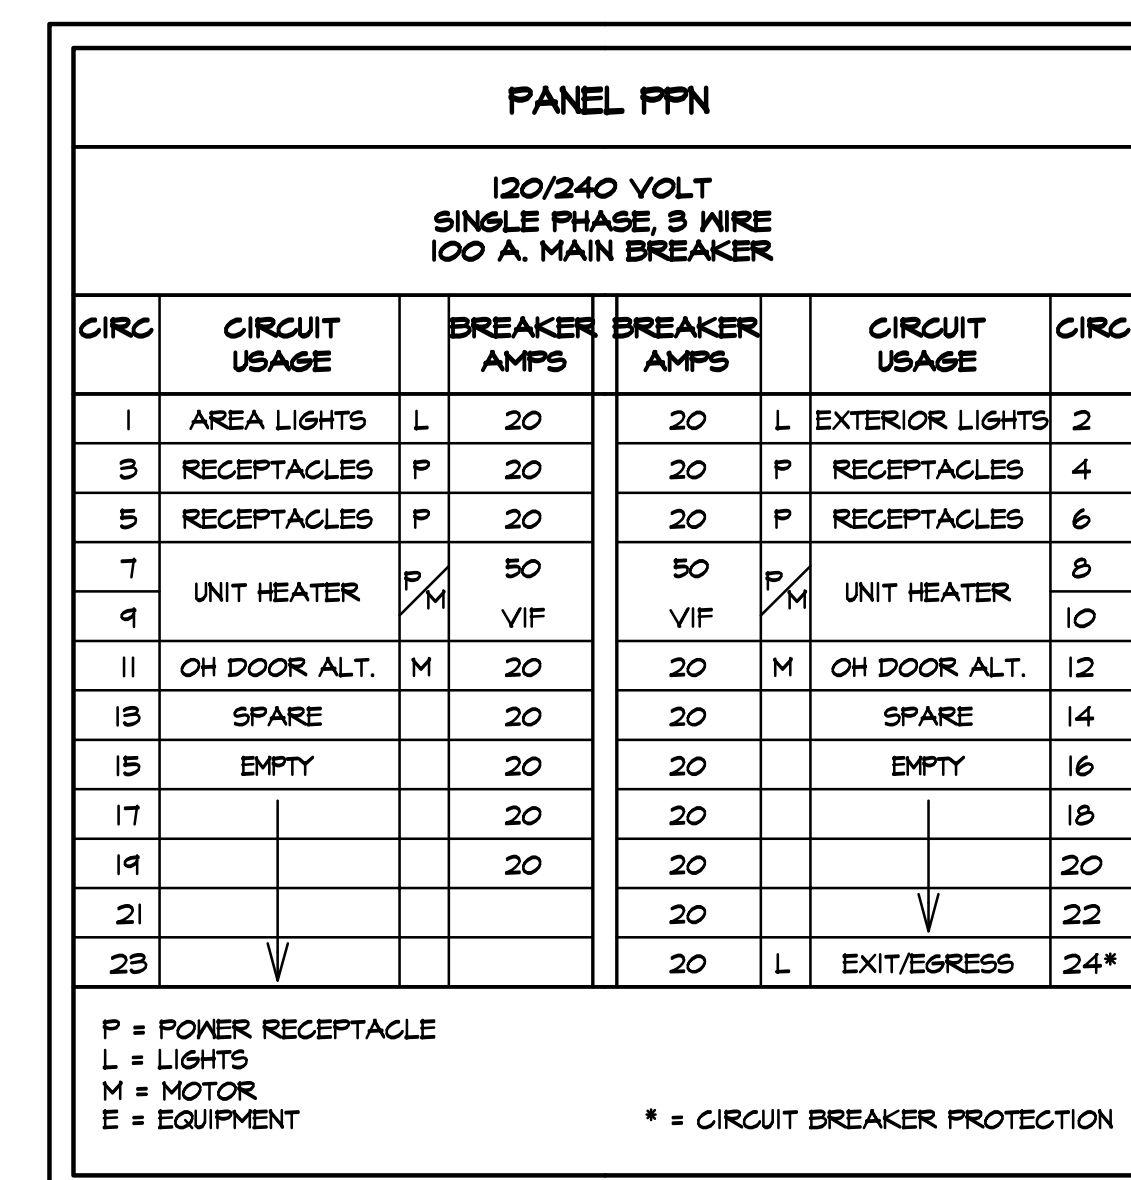 PANEL PPN
120/240 VOLT
SINGLE PHASE, 3 WIRE
100 A. MAIN BREAKER
CIRC CIRCUIT USAGE BREAKER AMPS BREAKER AMPS CIRCUIT USAGE CIRC
1 AREA LIGHTS L 20 20 L EXTERIOR LIGHTS 2
3 RECEPTACLES P 20 20 P RECEPTACLES 4
5 RECEPTACLES P 20 20 P RECEPTACLES 6
7 UNIT HEATER P/M 50 50 P/M UNIT HEATER 8
9 VIF VIF 10
11 OH DOOR ALT. M 20 20 M OH DOOR ALT. 12
13 SPARE 20 20 SPARE 14
15 EMPTY 20 20 EMPTY 16
17 20 20 18
19 20 20 20
21 20 22
23 20 L EXIT/EGRESS 24*
P = POWER RECEPTACLE
L = LIGHTS
M = MOTOR
E = EQUIPMENT * = CIRCUIT BREAKER PROTECTION